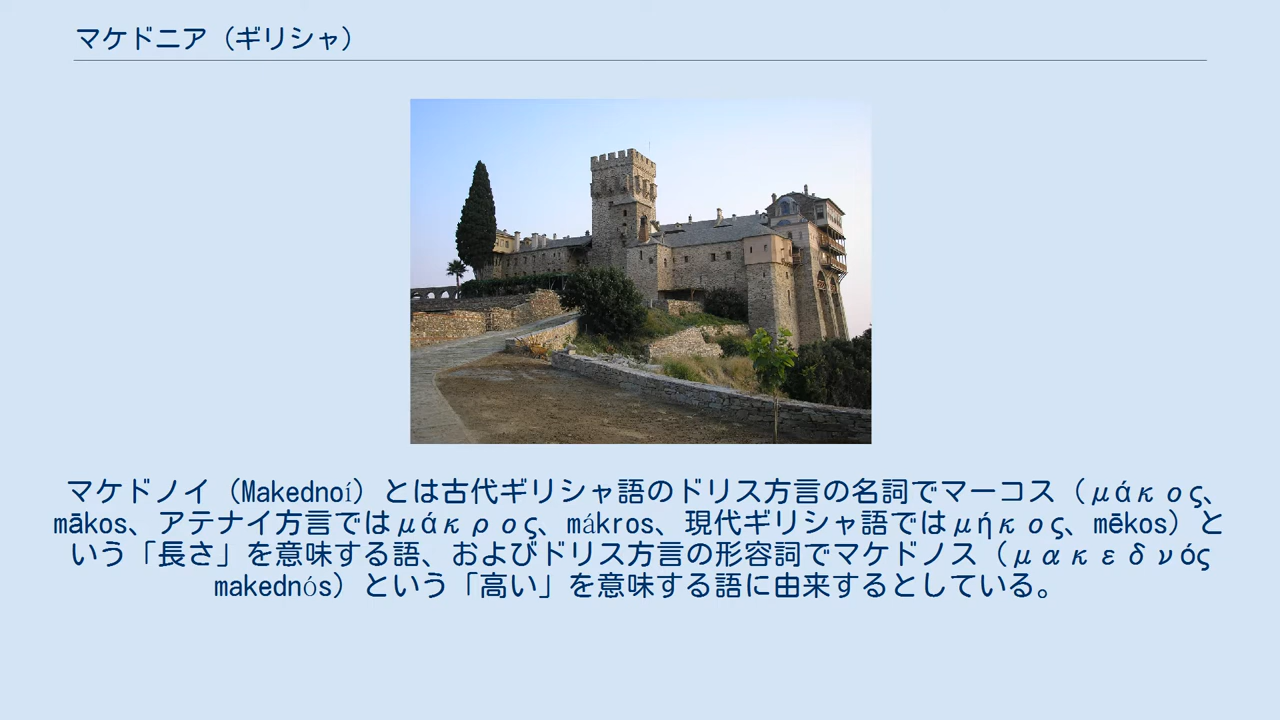 マケドニア（ギリシャ）
マケドノイ（Makednoí）とは古代ギリシャ語のドリス方言の名詞でマーコス（μάκος、
mākos、アテナイ方言ではμάκρος、mákros、現代ギリシャ語ではμήκος、mēkos）と
いう「長さ」を意味する語、およびドリス方言の形容詞でマケドノス（μακεδνός
makednós）という「高い」を意味する語に由来するとしている。